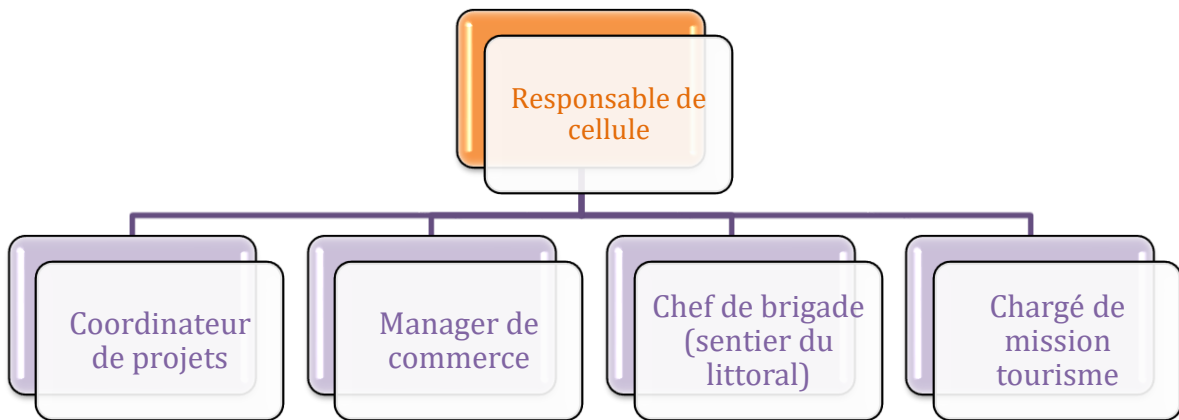 Responsable de
cellule
Coordinateur
de projets
Manager de
commerce
Chef de brigade
(sentier du
littoral)
Chargé de
mission
tourisme